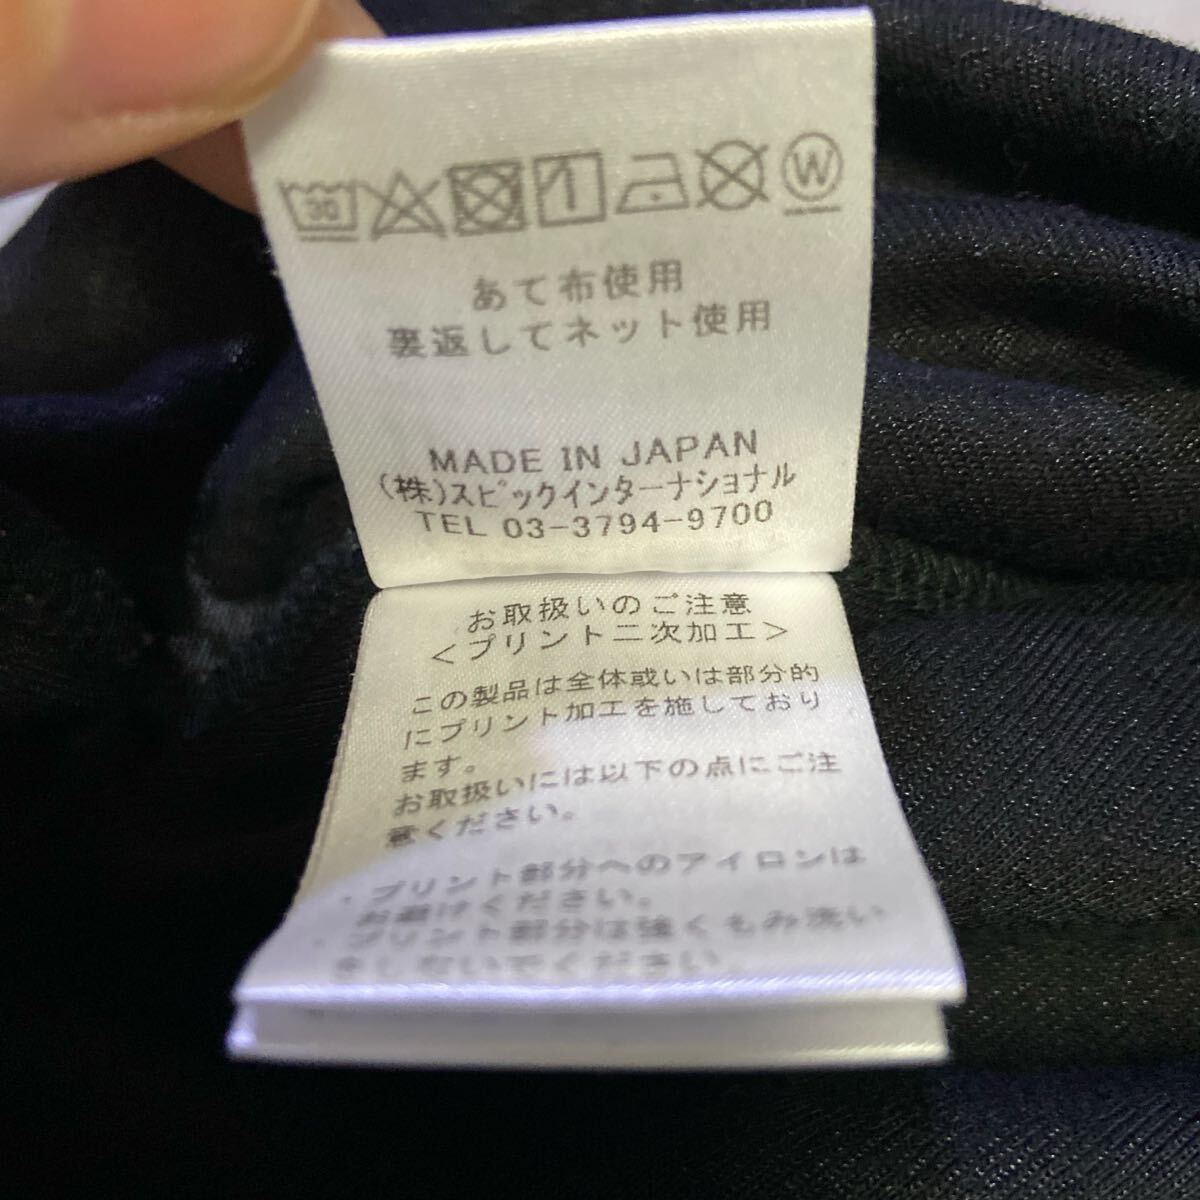 30
W
あて布使用
裏返してネット使用
MADE IN JAPAN
(株)スピックインターナショナル
TEL 03-3794-9700
お取扱いのご注意
<プリント二次加工>
この製品は全体或いは部分的
にプリント加工を施しており
ます。
お取扱いには以下の点にご注
意ください。
・プリント部分へのアイロンは
お避けください。
・プリント部分は強くもみ洗い
をしないでください。